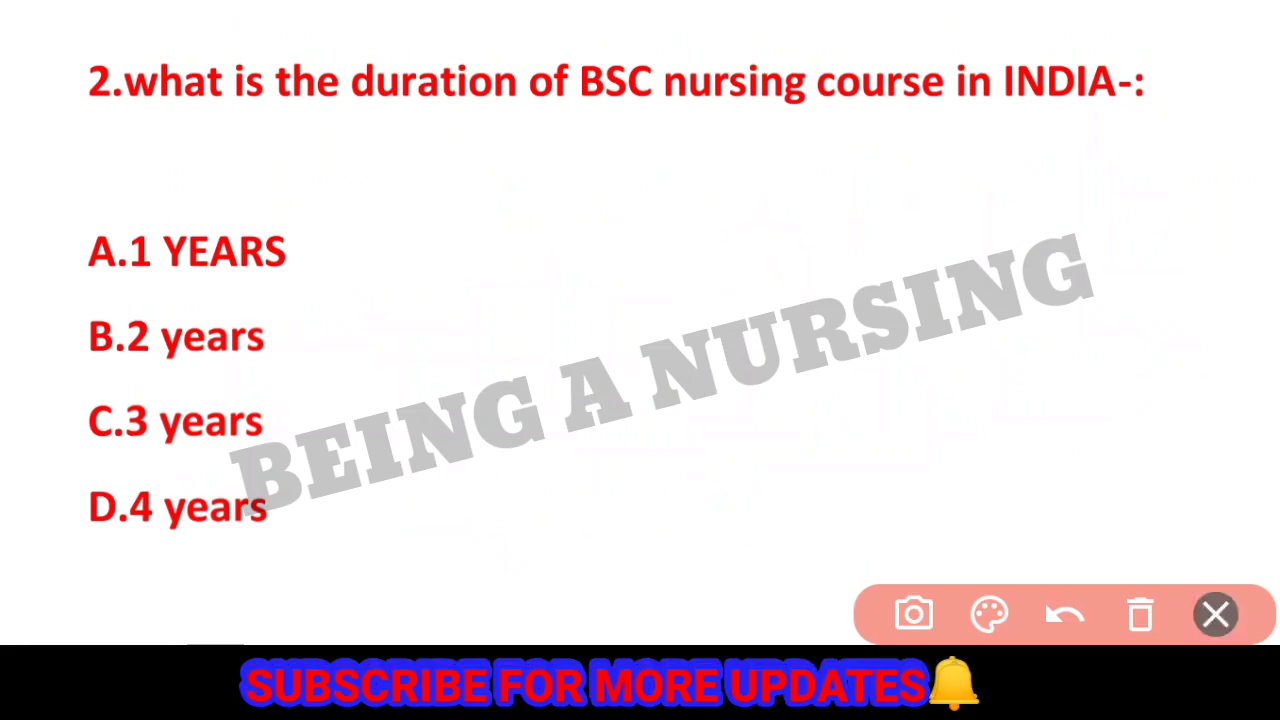 2.what is the duration of BSC nursing course in INDIA-:
A.1 YEARS
B.2 years
C.3 years
D.4 years
BEING A NURSING
SUBSCRIBE FOR MORE UPDATES🔔